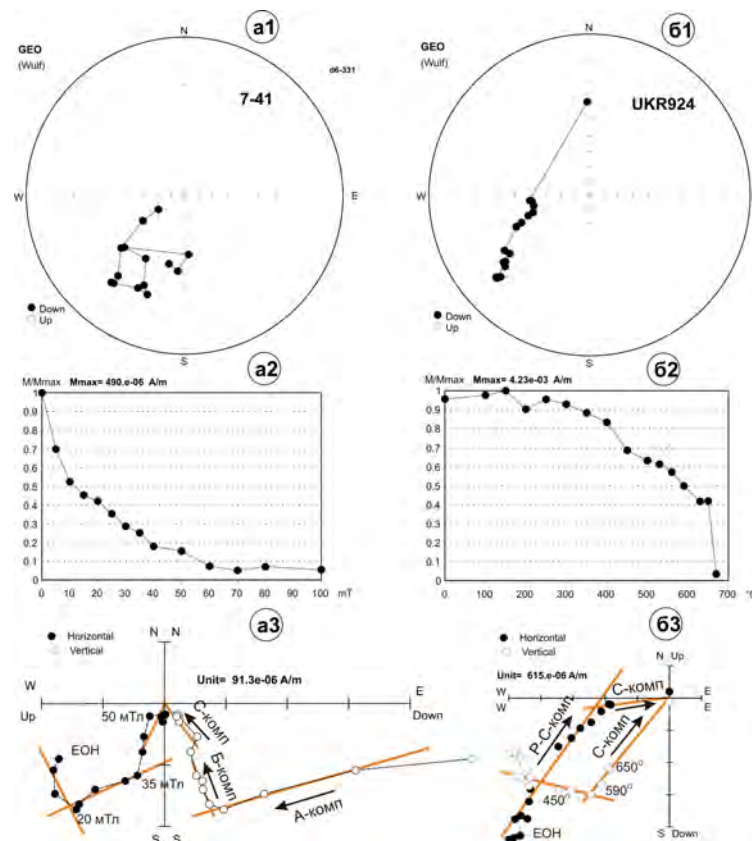 а1
GEO
(Wulf)
N
d6-331
7-41
W
E
Down
Up
S
б1
GEO
(Wulf)
N
UKR924
W
Down
Up
S
а2
M/Mmax Mmax= 490.e-06 A/m
1
0.9
0.8
0.7
0.6
0.5
0.4
0.3
0.2
0.1
0
0 10 20 30 40 50 60 70 80 90 100 mT
б2
M/Mmax Mmax= 4.23e-03 A/m
1
0.9
0.8
0.7
0.6
0.5
0.4
0.3
0.2
0.1
0
0 100 200 300 400 500 600 700
а3
Horizontal
Vertical
N N
Unit= 91.3e-06 A/m
W
Up
E
Down
50 мТл
С-комп
ЕОН
Б-комп
35 мТл
А-комп
20 мТл
S S
б3
Horizontal
Vertical
N Up
Unit= 615.e-06 A/m
W
W
E
E
С-комп
Р-С-комп
С-комп
650°
450°
590°
ЕОН
S Down